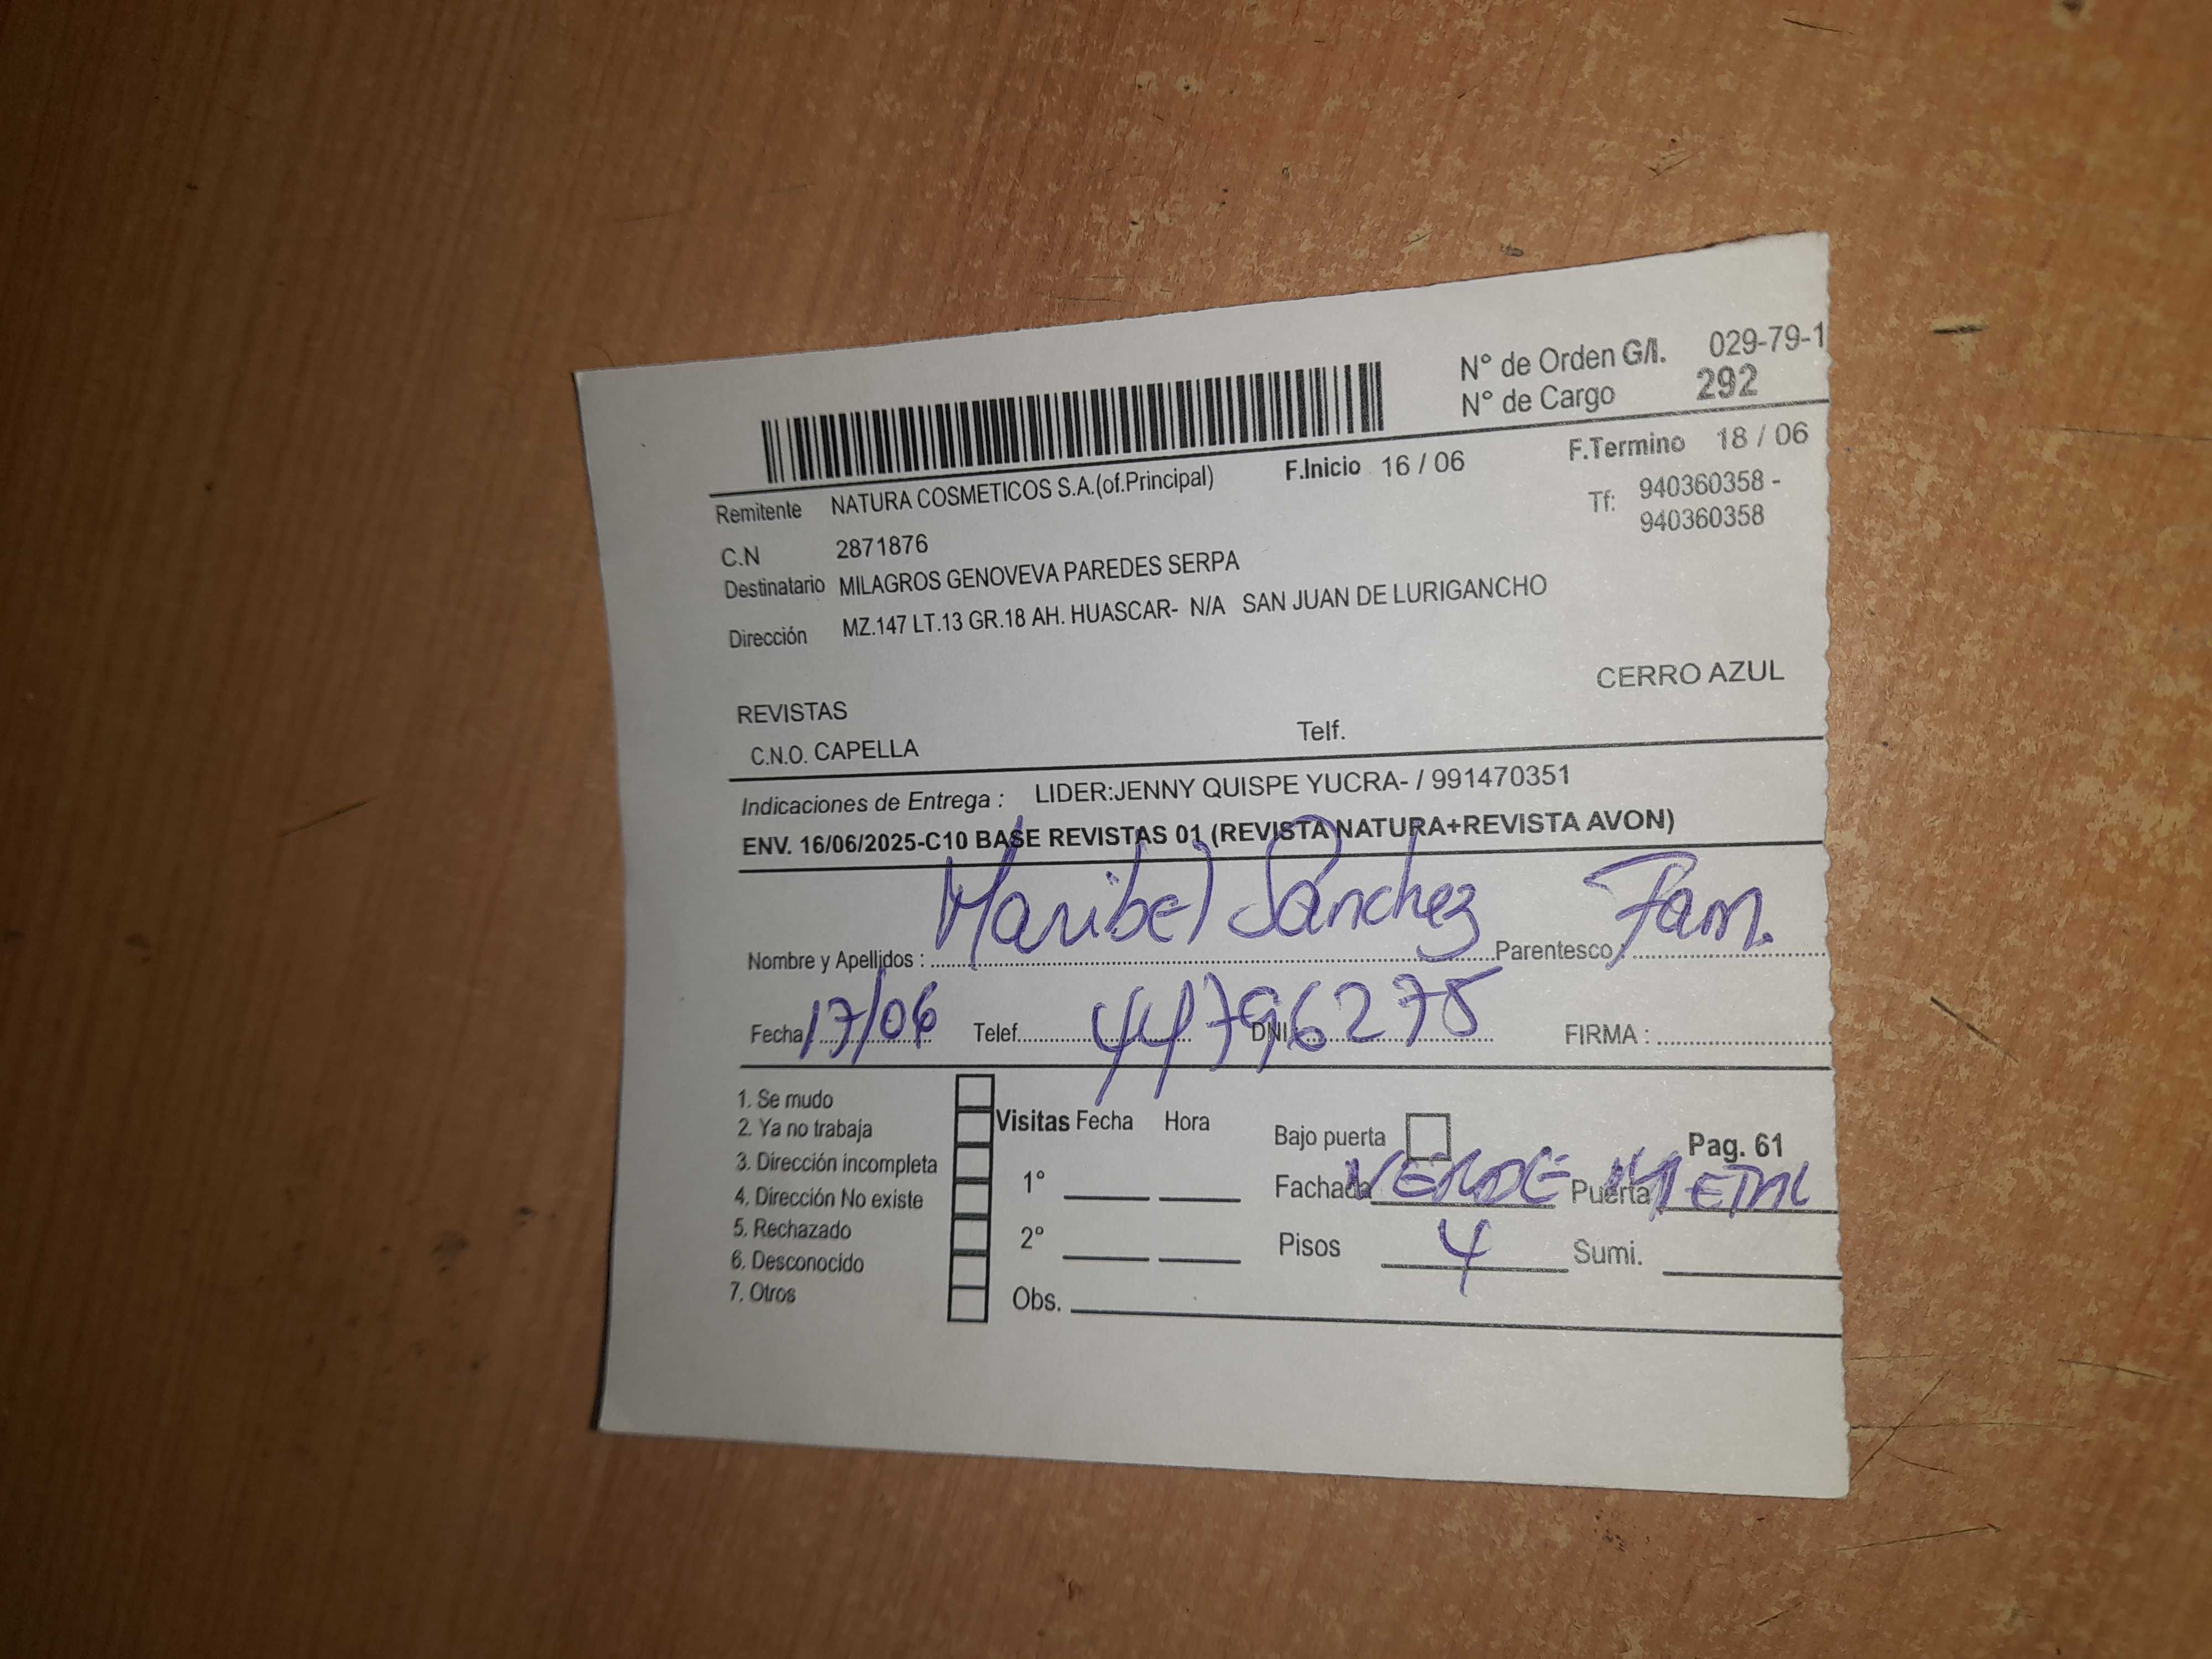 N° de Orden G/I. 029-79-1
N° de Cargo 292
Remitente NATURA COSMETICOS S.A.(of.Principal) F.Inicio 16 / 06 F.Termino 18 / 06
Tf: 940360358 -
940360358
C.N 2871876
Destinatario MILAGROS GENOVEVA PAREDES SERPA
Dirección MZ.147 LT.13 GR.18 AH. HUASCAR- N/A SAN JUAN DE LURIGANCHO
CERRO AZUL
REVISTAS
C.N.O. CAPELLA Telf.
Indicaciones de Entrega : LIDER:JENNY QUISPE YUCRA- / 991470351
ENV. 16/06/2025-C10 BASE REVISTAS 01 (REVISTA NATURA+REVISTA AVON)
Nombre y Apellidos : Maribel Sánchez Parentesco : Fam.
Fecha : 17/06 Telef. DNI 44796275 FIRMA :
1. Se mudo
2. Ya no trabaja
3. Dirección incompleta
4. Dirección No existe
5. Rechazado
6. Desconocido
7. Otros
Visitas Fecha Hora
1°
2°
Obs.
Bajo puerta Pag. 61
Fachada VERDE Puerta METAL
Pisos 4 Sumi.